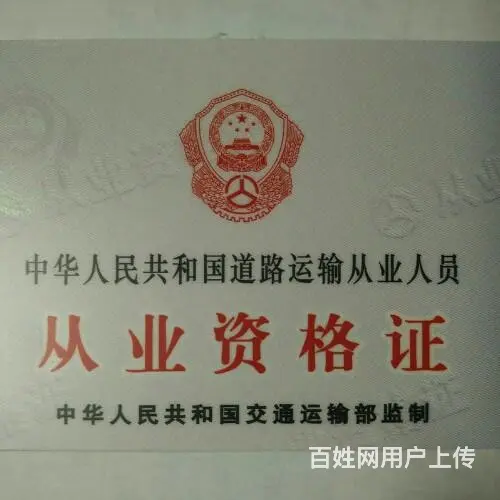 中华人民共和国道路运输从业人员
从业资格证
中华人民共和国交通运输部监制
百姓网用户上传